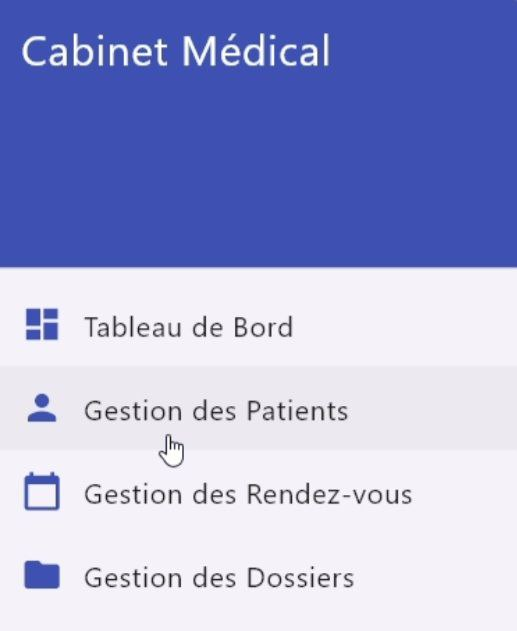 Cabinet Médical
Tableau de Bord
Gestion des Patients
Gestion des Rendez-vous
Gestion des Dossiers